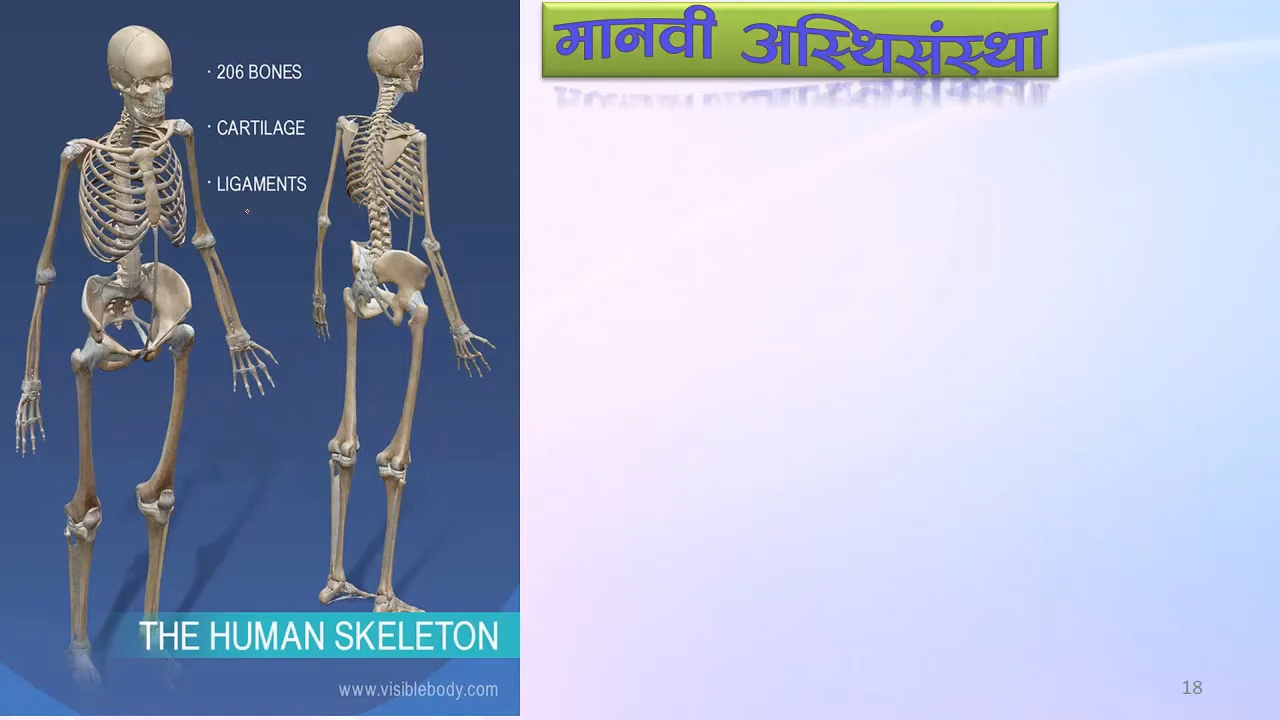 मानवी अस्थिसंस्था
· 206 BONES
· CARTILAGE
· LIGAMENTS
THE HUMAN SKELETON
www.visiblebody.com
18